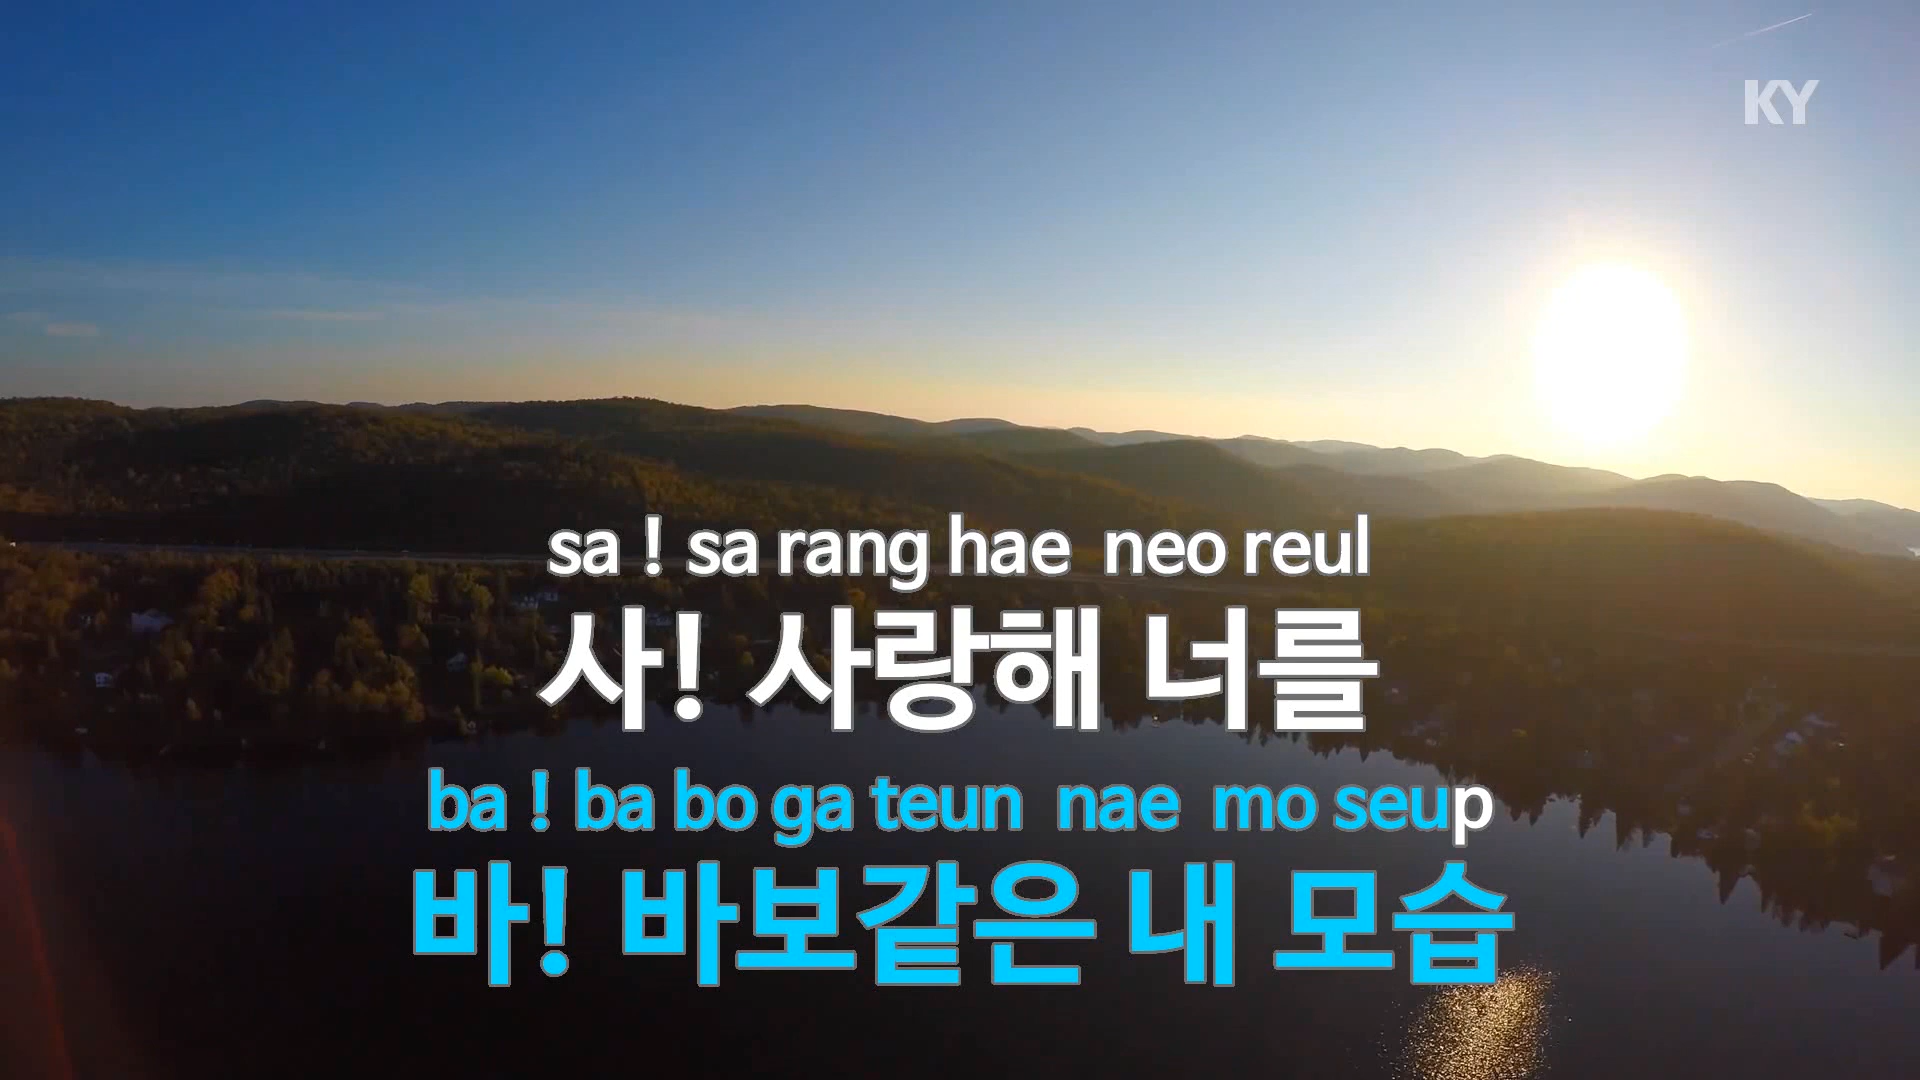 KY
sa ! sa rang hae neo reul
사! 사랑해 너를
ba ! ba bo ga teun nae mo seup
바! 바보같은 내 모습